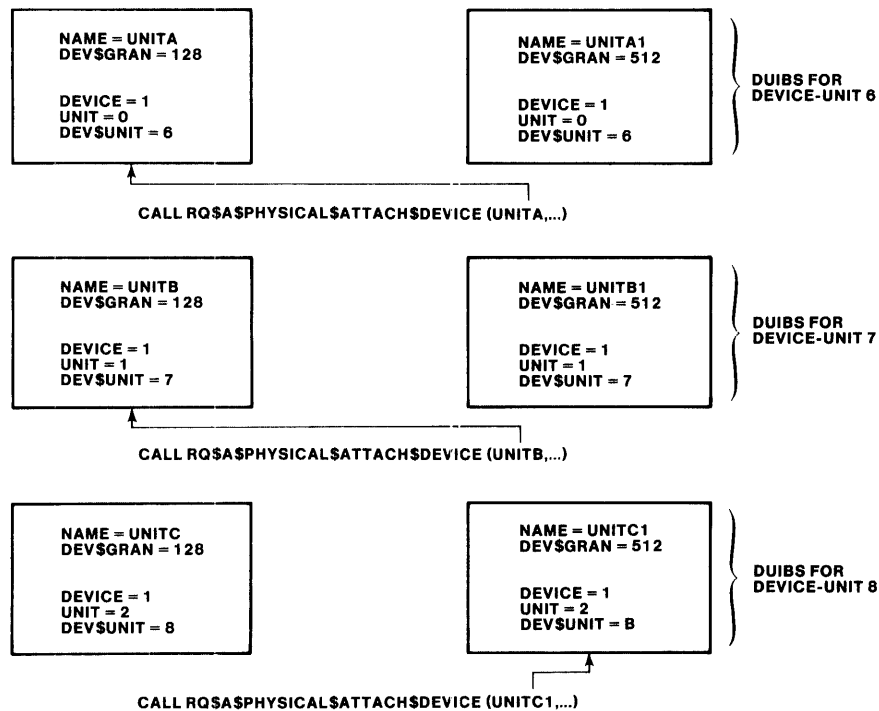 NAME = UNITA
DEV$GRAN = 128
DEVICE = 1
UNIT = 0
DEV$UNIT = 6
NAME = UNITA1
DEV$GRAN = 512
DEVICE = 1
UNIT = 0
DEV$UNIT = 6
DUIBS FOR
DEVICE-UNIT 6
CALL RQ$A$PHYSICAL$ATTACH$DEVICE (UNITA,...)
NAME = UNITB
DEV$GRAN = 128
DEVICE = 1
UNIT = 1
DEV$UNIT = 7
NAME = UNITB1
DEV$GRAN = 512
DEVICE = 1
UNIT = 1
DEV$UNIT = 7
DUIBS FOR
DEVICE-UNIT 7
CALL RQ$A$PHYSICAL$ATTACH$DEVICE (UNITB,...)
NAME = UNITC
DEV$GRAN = 128
DEVICE = 1
UNIT = 2
DEV$UNIT = 8
NAME = UNITC1
DEV$GRAN = 512
DEVICE = 1
UNIT = 2
DEV$UNIT = B
DUIBS FOR
DEVICE-UNIT 8
CALL RQ$A$PHYSICAL$ATTACH$DEVICE (UNITC1,...)